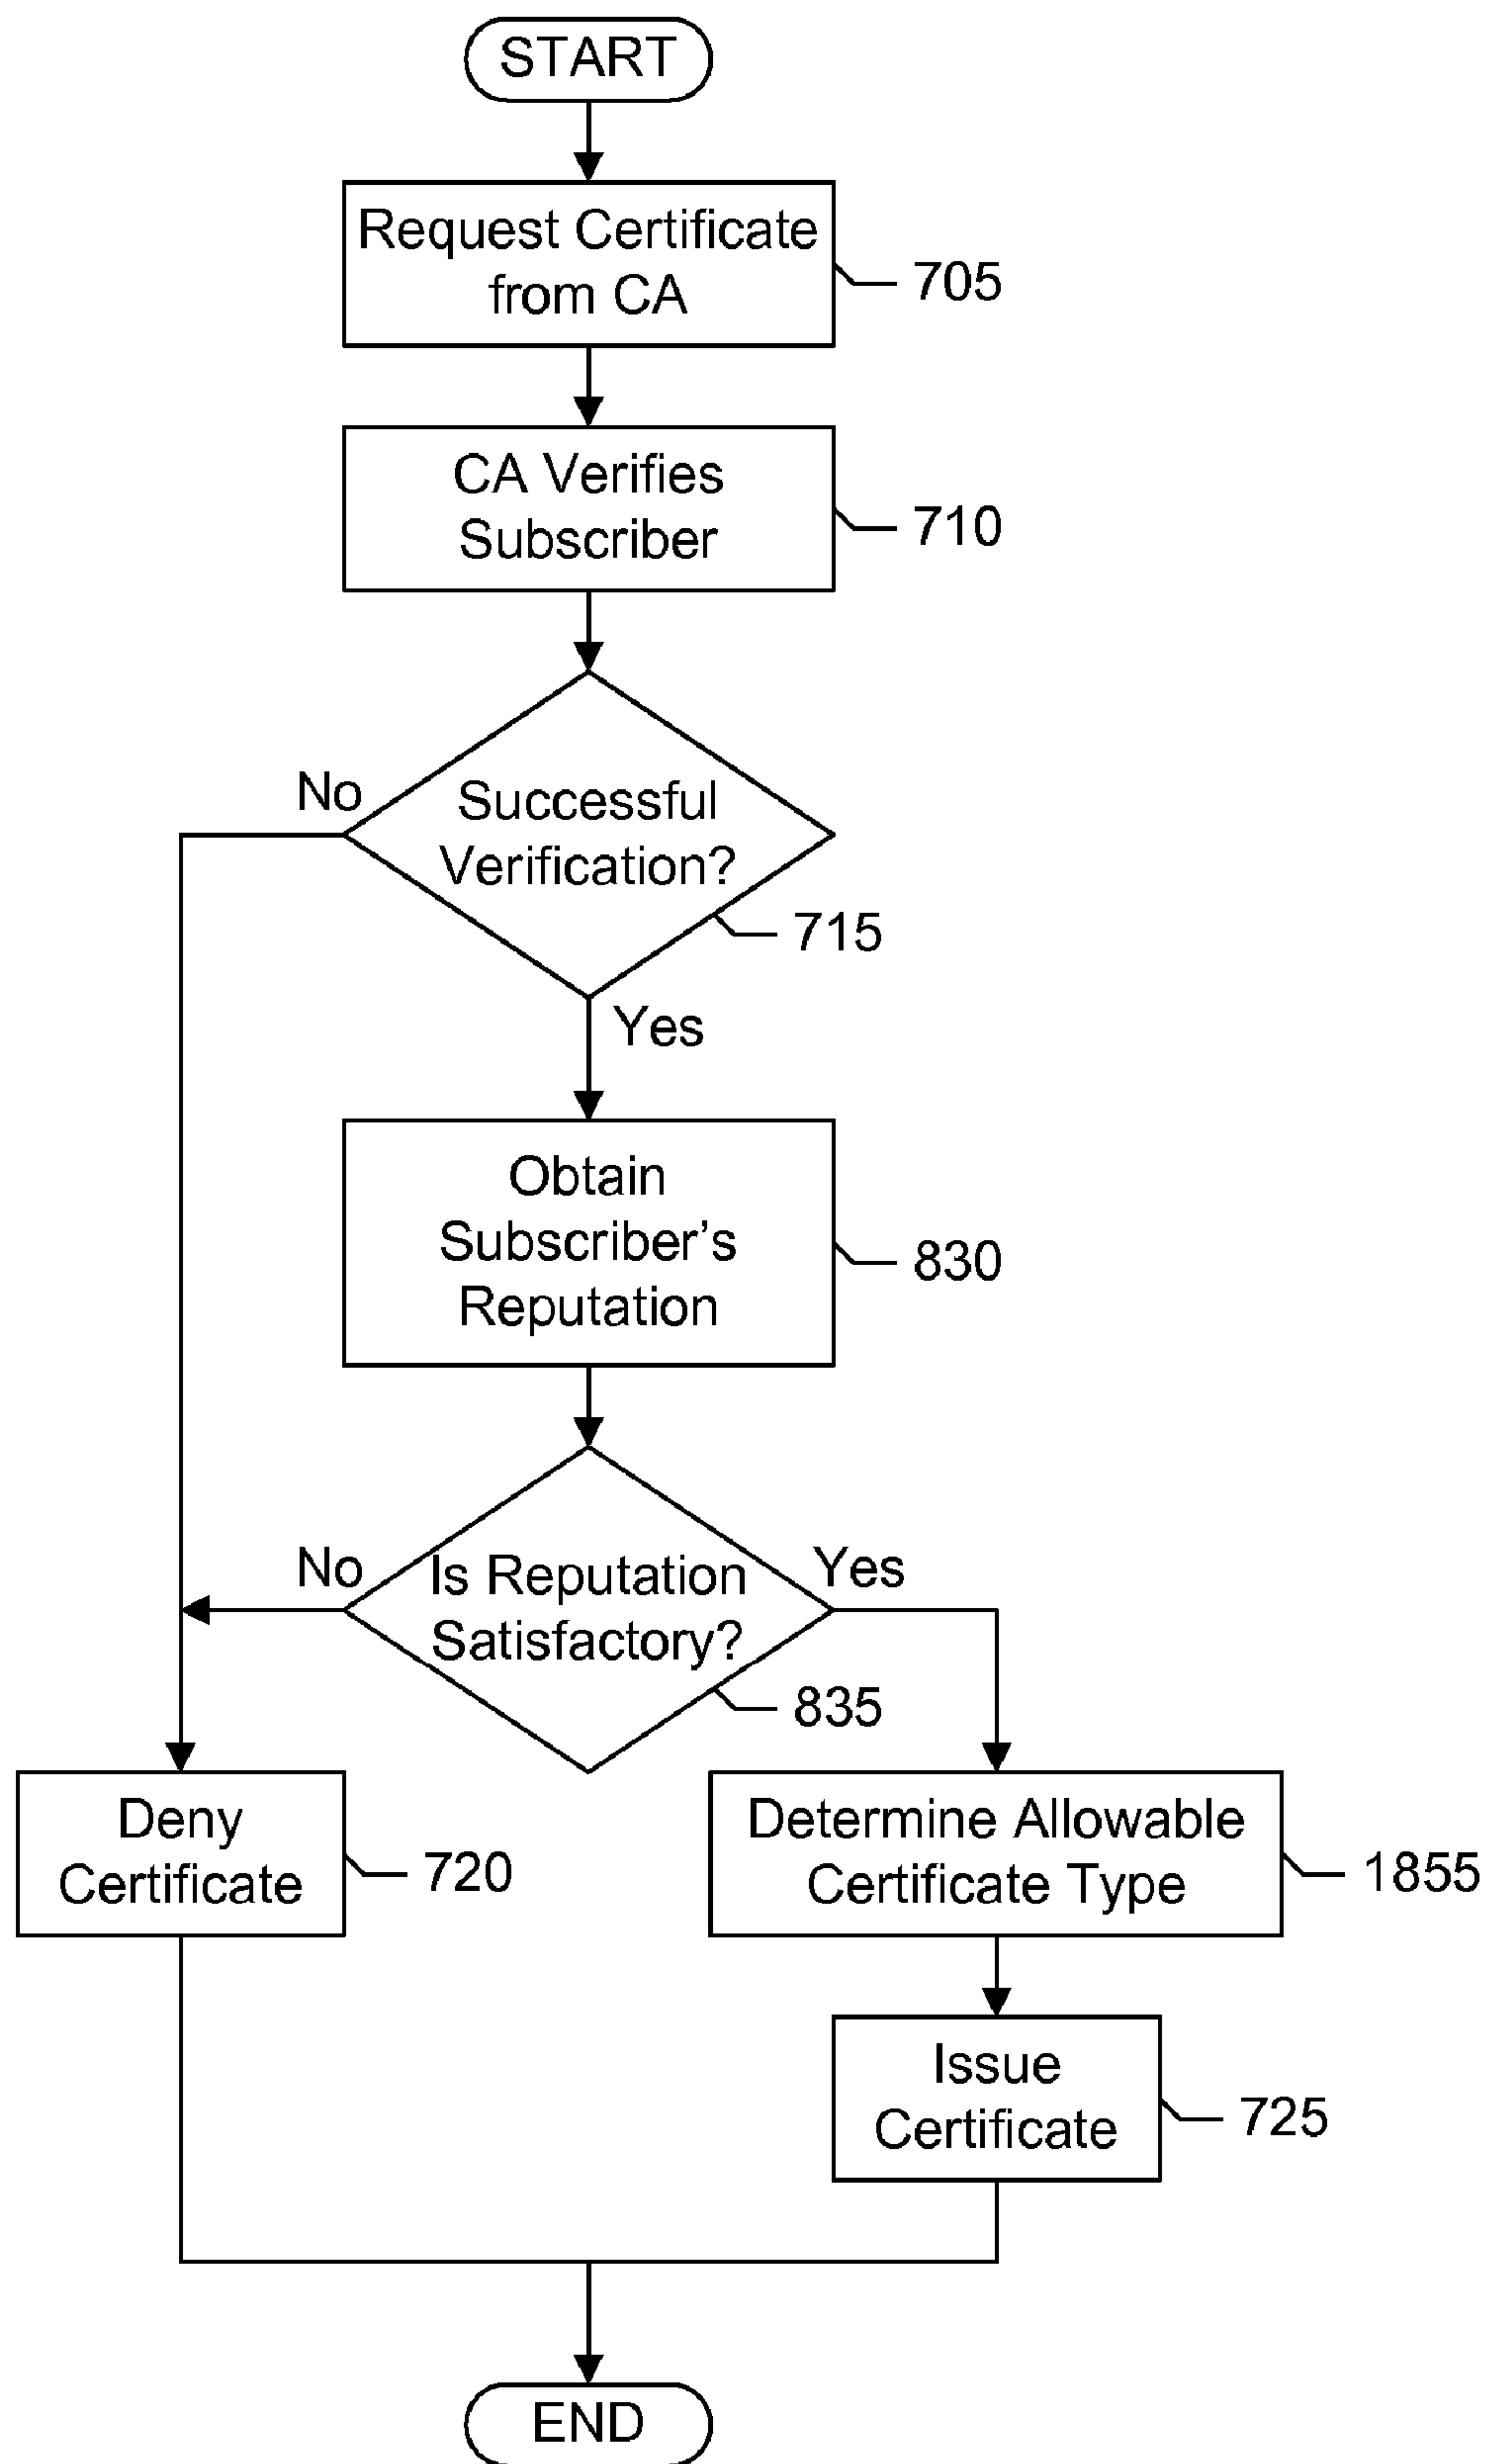 START
Request Certificate
from CA
705
CA Verifies
Subscriber
710
No
Successful
Verification?
715
Yes
Obtain
Subscriber's
Reputation
830
No
Is Reputation
Satisfactory?
Yes
835
Deny
Certificate
720
Determine Allowable
Certificate Type
1855
Issue
Certificate
725
END